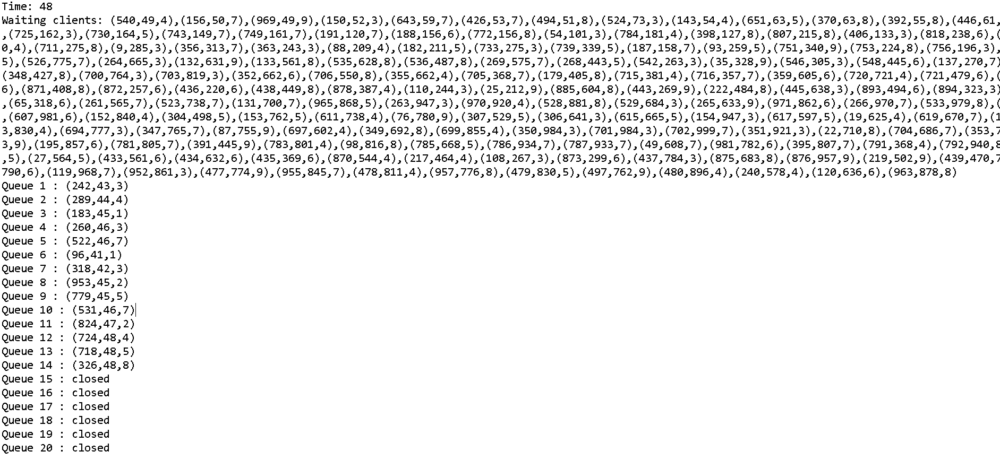 Time: 48
Waiting clients: (540,49,4),(156,50,7),(969,49,9),(150,52,3),(643,59,7),(426,53,7),(494,51,8),(524,73,3),(143,54,4),(651,63,5),(370,63,8),(392,55,8),(446,61,
,(725,162,3),(730,164,5),(743,149,7),(749,161,7),(191,120,7),(188,156,6),(772,156,8),(54,101,3),(784,181,4),(398,127,8),(807,215,8),(406,133,3),(818,238,6),(
0,4),(711,275,8),(9,285,3),(356,313,7),(363,243,3),(88,209,4),(182,211,5),(733,275,3),(739,339,5),(187,158,7),(93,259,5),(751,340,9),(753,224,8),(756,196,3),
5),(526,775,7),(264,665,3),(132,631,9),(133,561,8),(535,628,8),(536,487,8),(269,575,7),(268,443,5),(542,263,3),(35,328,9),(546,305,3),(548,445,6),(137,270,7)
(348,427,8),(700,764,3),(703,819,3),(352,662,6),(706,550,8),(355,662,4),(705,368,7),(179,405,8),(715,381,4),(716,357,7),(359,605,6),(720,721,4),(721,479,6),(
6),(871,408,8),(872,257,6),(436,220,6),(438,449,8),(878,387,4),(110,244,3),(25,212,9),(885,604,8),(443,269,9),(222,484,8),(445,638,3),(893,494,6),(894,323,3)
,(65,318,6),(261,565,7),(523,738,7),(131,700,7),(965,868,5),(263,947,3),(970,920,4),(528,881,8),(529,684,3),(265,633,9),(971,862,6),(266,970,7),(533,979,8),(
,(607,981,6),(152,840,4),(304,498,5),(153,762,5),(611,738,4),(76,780,9),(307,529,5),(306,641,3),(615,665,5),(154,947,3),(617,597,5),(19,625,4),(619,670,7),(1
3,830,4),(694,777,3),(347,765,7),(87,755,9),(697,602,4),(349,692,8),(699,855,4),(350,984,3),(701,984,3),(702,999,7),(351,921,3),(22,710,8),(704,686,7),(353,7
3,9),(195,857,6),(781,805,7),(391,445,9),(783,801,4),(98,816,8),(785,668,5),(786,934,7),(787,933,7),(49,608,7),(981,782,6),(395,807,7),(791,368,4),(792,940,8
,5),(27,564,5),(433,561,6),(434,632,6),(435,369,6),(870,544,4),(217,464,4),(108,267,3),(873,299,6),(437,784,3),(875,683,8),(876,957,9),(219,502,9),(439,470,7
790,6),(119,968,7),(952,861,3),(477,774,9),(955,845,7),(478,811,4),(957,776,8),(479,830,5),(497,762,9),(480,896,4),(240,578,4),(120,636,6),(963,878,8)
Queue 1 : (242,43,3)
Queue 2 : (289,44,4)
Queue 3 : (183,45,1)
Queue 4 : (260,46,3)
Queue 5 : (522,46,7)
Queue 6 : (96,41,1)
Queue 7 : (318,42,3)
Queue 8 : (953,45,2)
Queue 9 : (779,45,5)
Queue 10 : (531,46,7)
Queue 11 : (824,47,2)
Queue 12 : (724,48,4)
Queue 13 : (718,48,5)
Queue 14 : (326,48,8)
Queue 15 : closed
Queue 16 : closed
Queue 17 : closed
Queue 18 : closed
Queue 19 : closed
Queue 20 : closed